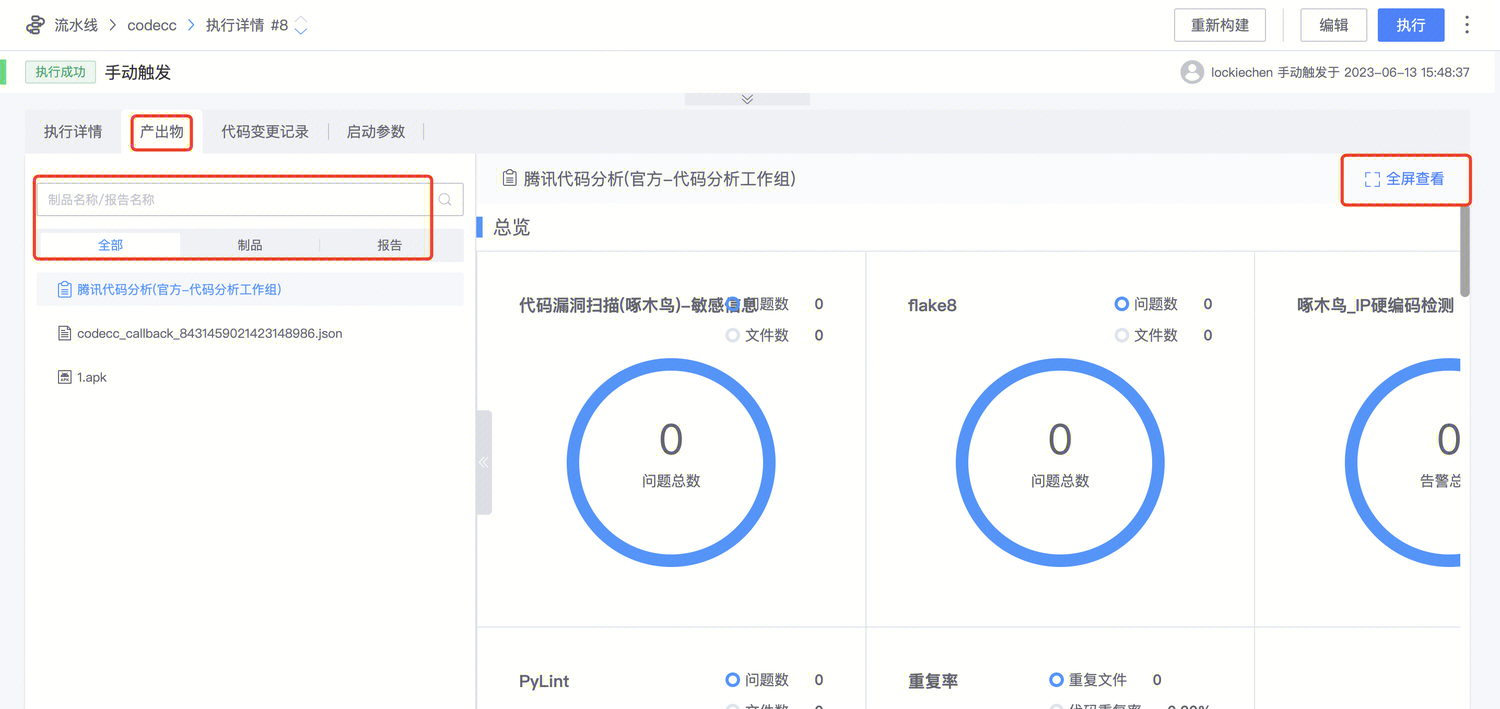 流水线 codecc 执行详情 #8 重新构建 编辑 执行
执行成功 手动触发 lockiechen 手动触发于 2023-06-13 15:48:37
执行详情 产出物 代码变更记录 启动参数
腾讯代码分析(官方-代码分析工作组) 全屏查看
制品名称/报告名称
总览
全部 制品 报告
腾讯代码分析(官方-代码分析工作组)
codecc_callback_8431459021423148986.json
1.apk
代码漏洞扫描(啄木鸟)-敏感信息 问题数 0
文件数 0
0
问题总数
flake8 问题数 0
文件数 0
0
问题总数
啄木鸟_IP硬编码检测
0
告警总
PyLint 问题数 0
文件数 0
重复率 重复文件 0
代码重复率 0.00%